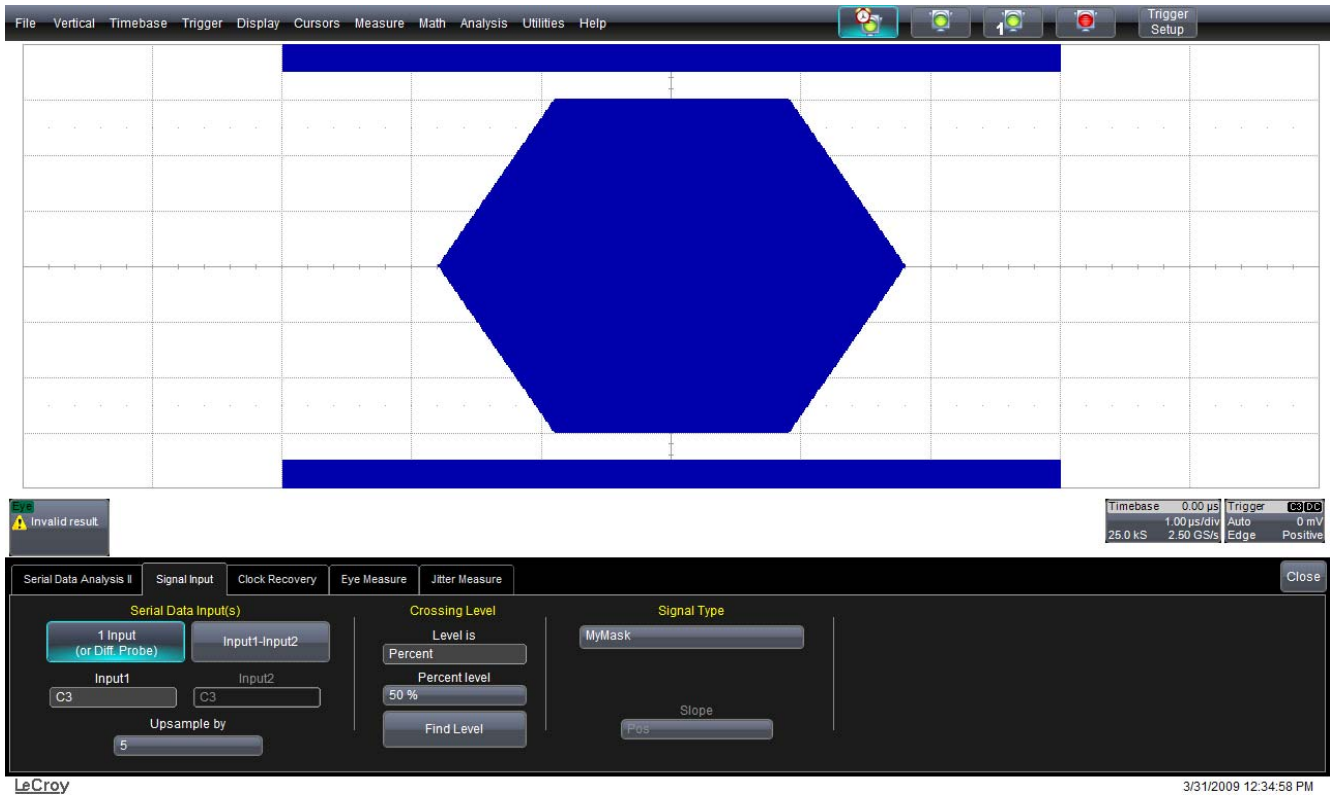 File Vertical Timebase Trigger Display Cursors Measure Math Analysis Utilities Help
1
Trigger
Setup
Eye
Invalid result
Timebase 0.00 µs
1.00 µs/div
25.0 kS 2.50 GS/s
Trigger C3 DC
Auto 0 mV
Edge Positive
Serial Data Analysis II Signal Input Clock Recovery Eye Measure Jitter Measure Close
Serial Data Input(s)
1 Input
(or Diff. Probe)
Input1-Input2
Input1 Input2
C3 C3
Upsample by
5
Crossing Level
Level is
Percent
Percent level
50 %
Find Level
Signal Type
MyMask
Slope
Pos
LeCroy
3/31/2009 12:34:58 PM